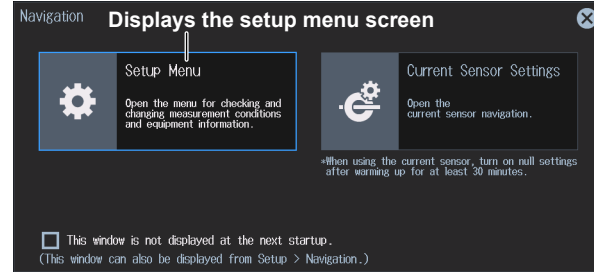 Navigation
Displays the setup menu screen
Setup Menu
Open the menu for checking and
changing measurement conditions
and equipment information.
Current Sensor Settings
Open the
current sensor navigation.
*When using the current sensor, turn on null settings
after warming up for at least 30 minutes.
This window is not displayed at the next startup.
(This window can also be displayed from Setup > Navigation.)